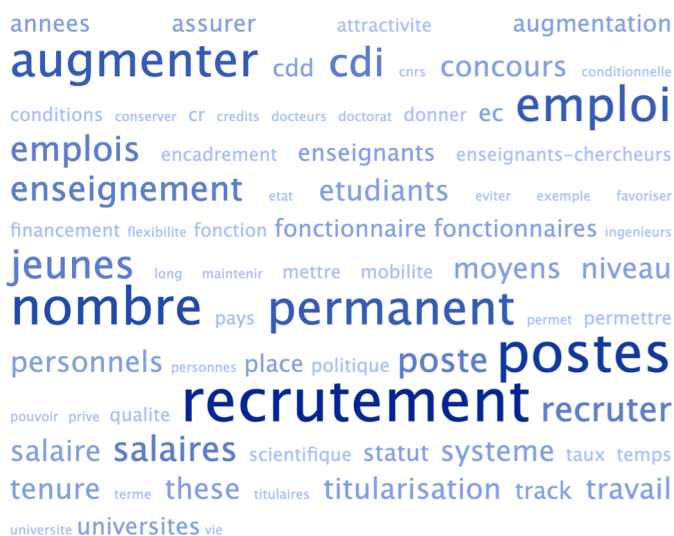 annees assurer attractivite augmentation
augmenter cdd cdi cnrs concours conditionnelle
conditions conserver cr credits docteurs doctorat donner ec emploi
emplois encadrement enseignants enseignants-chercheurs
enseignement etat etudiants eviter exemple favoriser
financement flexibilite fonction fonctionnaire fonctionnaires ingenieurs
jeunes long maintenir mettre mobilite moyens niveau
nombre pays permanent permet permettre
personnels personnes place politique poste postes
pouvoir prive qualite recrutement recruter
salaire salaires scientifique statut systeme taux temps
tenure terme these titulaires titularisation track travail
universite universites vie